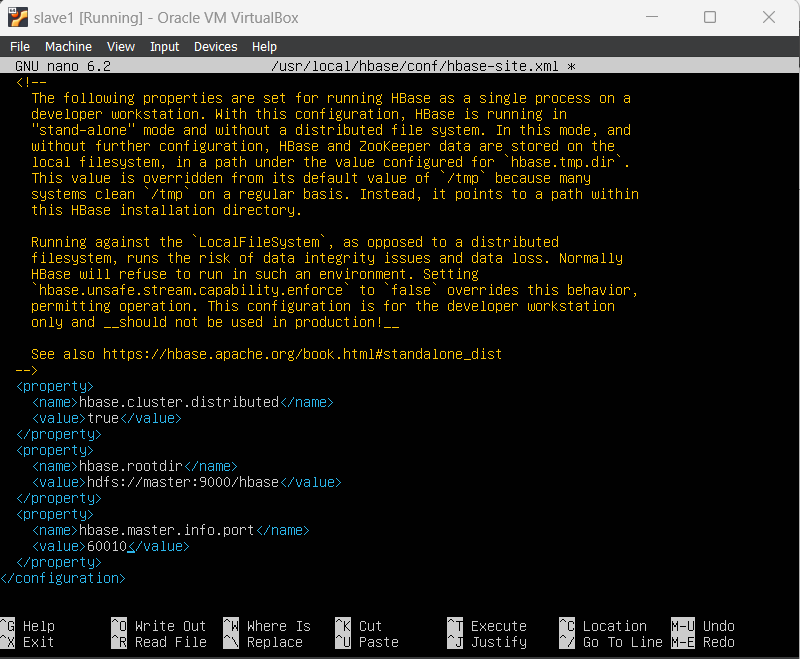 slave1 [Running] - Oracle VM VirtualBox
File Machine View Input Devices Help
GNU nano 6.2 /usr/local/hbase/conf/hbase-site.xml *
<!--
The following properties are set for running HBase as a single process on a
developer workstation. With this configuration, HBase is running in
"stand-alone" mode and without a distributed file system. In this mode, and
without further configuration, HBase and ZooKeeper data are stored on the
local filesystem, in a path under the value configured for `hbase.tmp.dir`.
This value is overridden from its default value of `/tmp` because many
systems clean `/tmp` on a regular basis. Instead, it points to a path within
this HBase installation directory.
Running against the `LocalFileSystem`, as opposed to a distributed
filesystem, runs the risk of data integrity issues and data loss. Normally
HBase will refuse to run in such an environment. Setting
`hbase.unsafe.stream.capability.enforce` to `false` overrides this behavior,
permitting operation. This configuration is for the developer workstation
only and __should not be used in production!__
See also https://hbase.apache.org/book.html#standalone_dist
-->
<property>
<name>hbase.cluster.distributed</name>
<value>true</value>
</property>
<property>
<name>hbase.rootdir</name>
<value>hdfs://master:9000/hbase</value>
</property>
<property>
<name>hbase.master.info.port</name>
<value>60010</value>
</property>
</configuration>
^G Help ^O Write Out ^W Where Is ^K Cut ^T Execute ^C Location M-U Undo
^X Exit ^R Read File ^\ Replace ^U Paste ^J Justify ^/ Go To Line M-E Redo